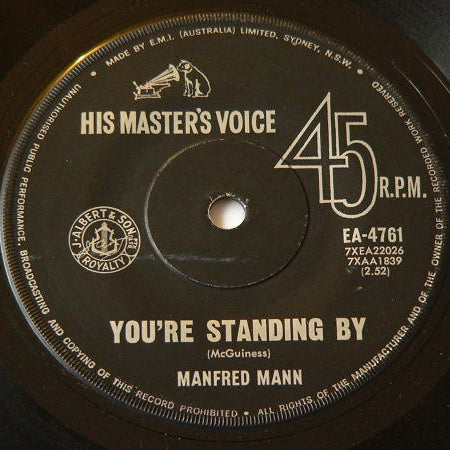 MADE BY E.M.I. (AUSTRALIA) LIMITED, SYDNEY, N.S.W.
UNAUTHORISED PUBLIC PERFORMANCE, BROADCASTING AND COPYING OF THIS RECORD PROHIBITED • ALL RIGHTS OF THE MANUFACTURER AND OF THE OWNER OF THE RECORDED WORK RESERVED
HIS MASTER'S VOICE
45 R.P.M.
J. ALBERT & SON PTY LTD
ROYALTY
EA-4761
7XEA22026
7XAA1839
(2.52)
YOU'RE STANDING BY
(McGuiness)
MANFRED MANN